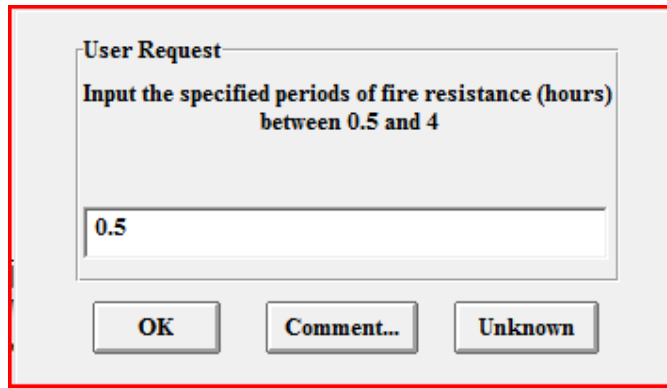 User Request
Input the specified periods of fire resistance (hours)
between 0.5 and 4
0.5
OK Comment... Unknown